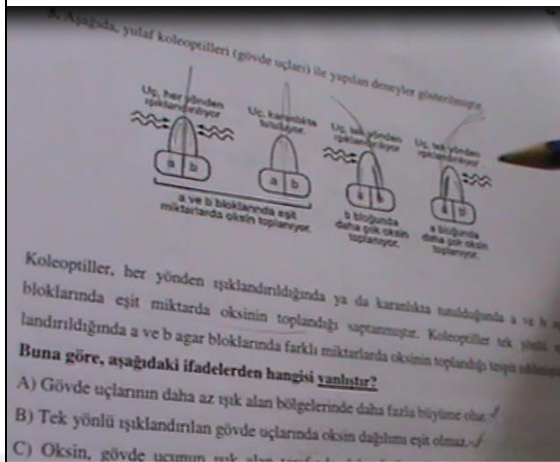 Aşağıda, yulaf koleoptilleri (gövde uçları) ile yapılan deneyler gösterilmiştir.
Uç, her yönden
ışıklandırılıyor
Uç, karanlıkta
tutuluyor.
Uç, tek yönden
ışıklandırılıyor
Uç, tek yönden
ışıklandırılıyor
a b
a b
a b
a b
a ve b bloklarında eşit
miktarlarda oksin toplanıyor.
b bloğunda
daha çok oksin
toplanıyor.
a bloğunda
daha çok oksin
toplanıyor.
Koleoptiller, her yönden ışıklandırıldığında ya da karanlıkta tutulduğunda a ve b
bloklarında eşit miktarda oksinin toplandığı saptanmıştır. Koleoptiller tek yönlü
landırıldığında a ve b agar bloklarında farklı miktarlarda oksinin toplandığı tespit
Buna göre, aşağıdaki ifadelerden hangisi yanlıştır?
A) Gövde uçlarının daha az ışık alan bölgelerinde daha fazla büyüme olur.
B) Tek yönlü ışıklandırılan gövde uçlarında oksin dağılımı eşit olmaz.
C) Oksin, gövde ucunun ışık alan